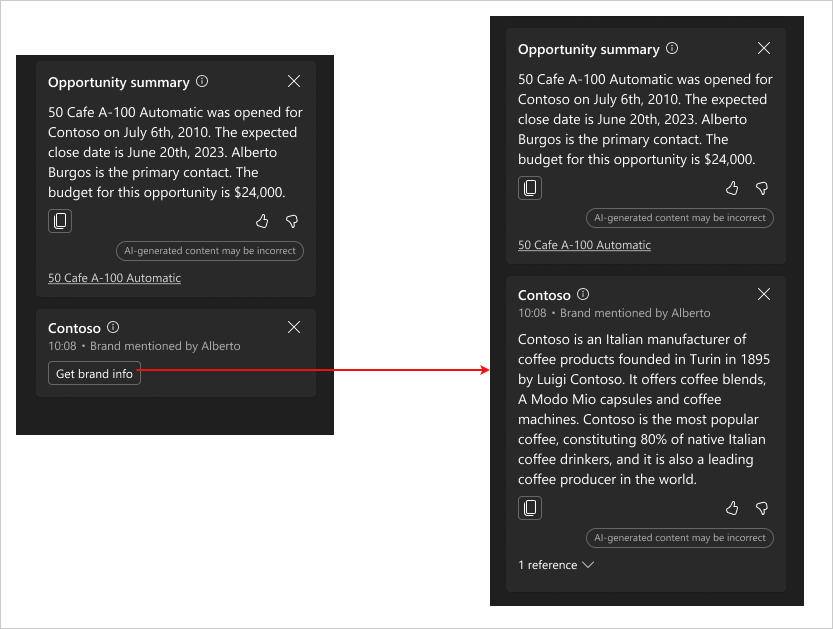 Opportunity summary
50 Cafe A-100 Automatic was opened for
Contoso on July 6th, 2010. The expected
close date is June 20th, 2023. Alberto
Burgos is the primary contact. The
budget for this opportunity is $24,000.
AI-generated content may be incorrect
50 Cafe A-100 Automatic
Contoso
10:08 • Brand mentioned by Alberto
Get brand info
Opportunity summary
50 Cafe A-100 Automatic was opened for
Contoso on July 6th, 2010. The expected
close date is June 20th, 2023. Alberto
Burgos is the primary contact. The
budget for this opportunity is $24,000.
AI-generated content may be incorrect
50 Cafe A-100 Automatic
Contoso
10:08 • Brand mentioned by Alberto
Contoso is an Italian manufacturer of
coffee products founded in Turin in 1895
by Luigi Contoso. It offers coffee blends,
A Modo Mio capsules and coffee
machines. Contoso is the most popular
coffee, constituting 80% of native Italian
coffee drinkers, and it is also a leading
coffee producer in the world.
AI-generated content may be incorrect
1 reference